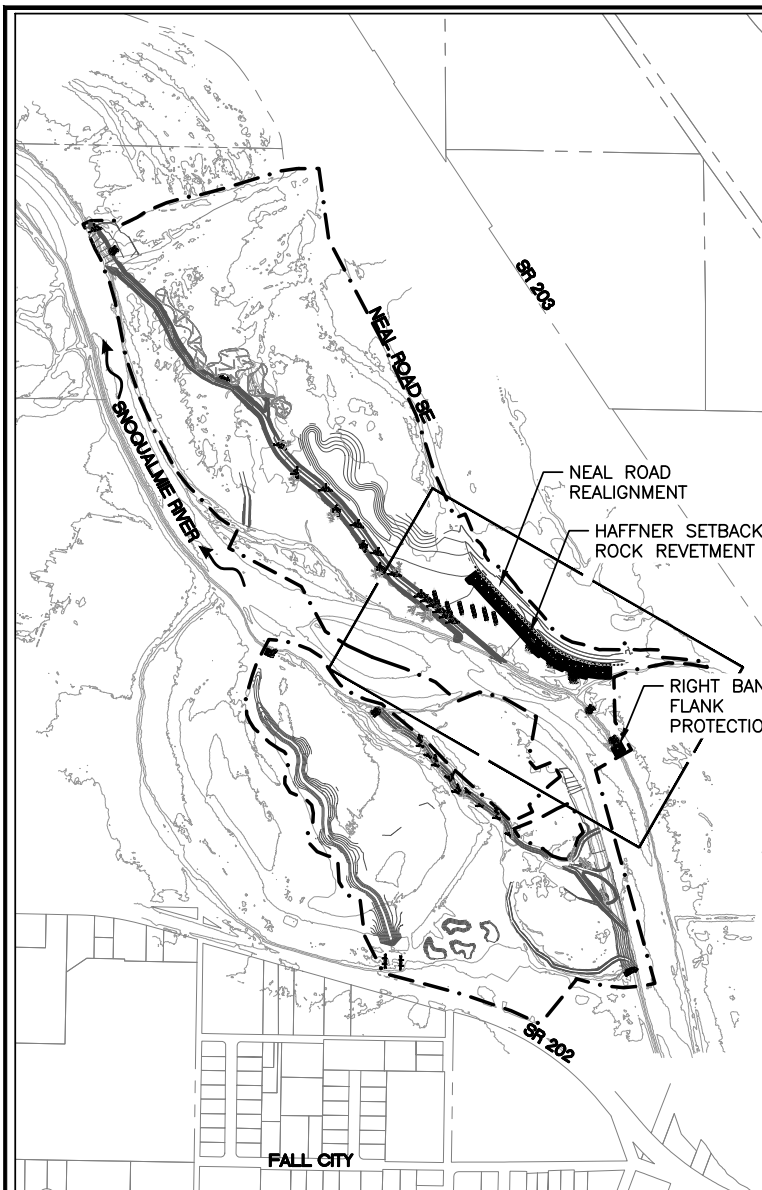 SR 203
NEAL ROAD SE
SNOQUALMIE RIVER
NEAL ROAD
REALIGNMENT
HAFFNER SETBACK
ROCK REVETMENT
RIGHT BAN
FLANK
PROTECTIO
SR 202
FALL CITY